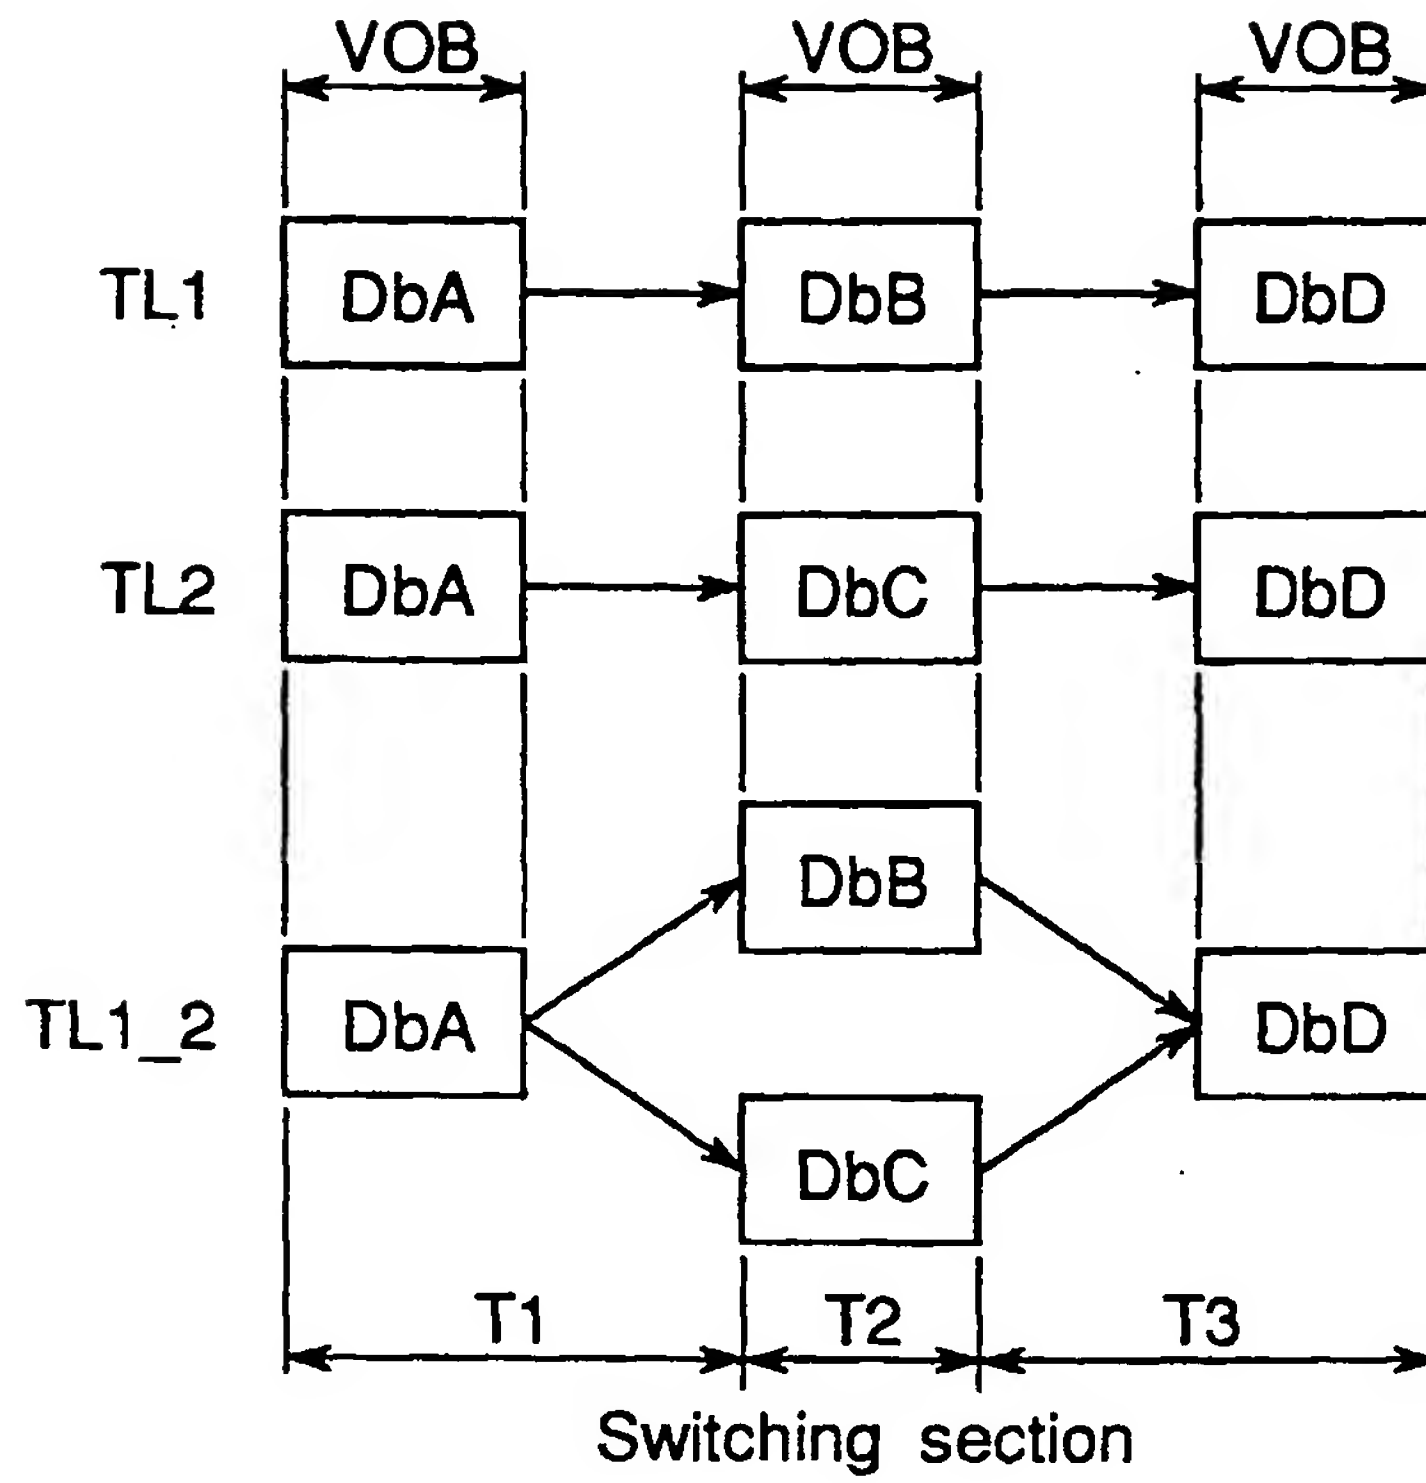 VOB VOB VOB
TL1 DbA DbB DbD
TL2 DbA DbC DbD
DbB
TL1_2 DbA DbD
DbC
T1 T2 T3
Switching section